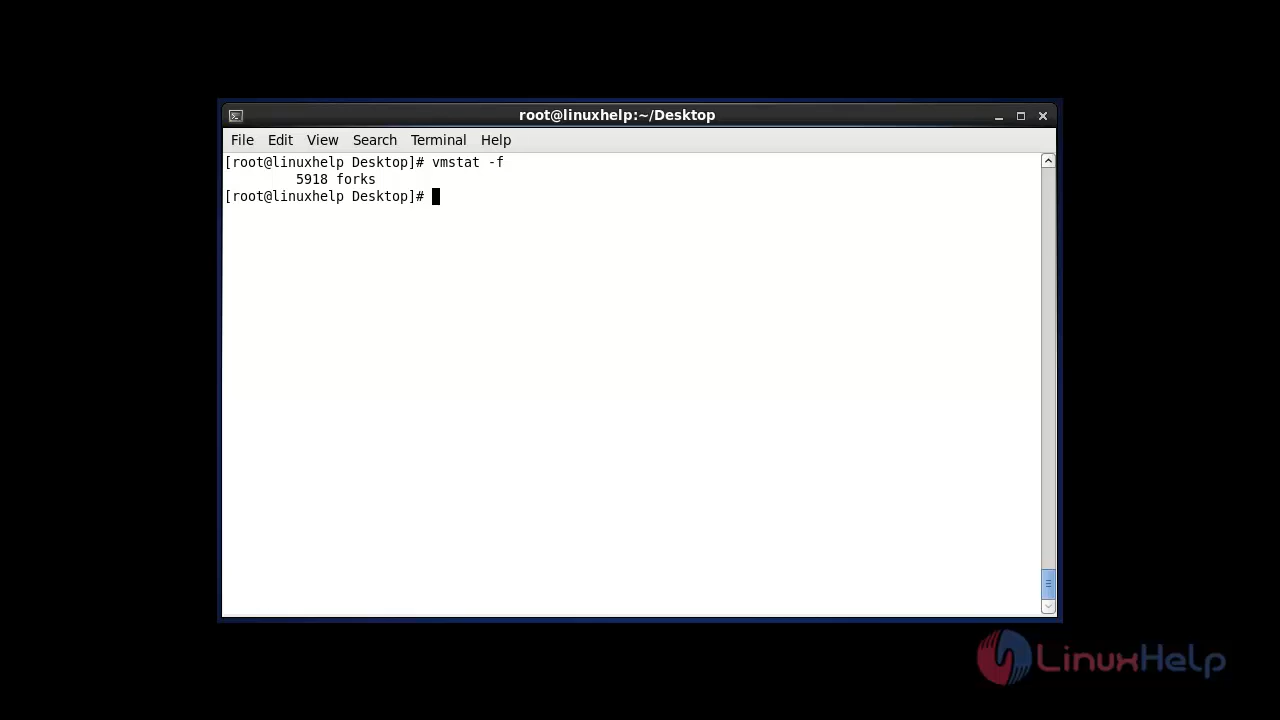 root@linuxhelp:~/Desktop
File Edit View Search Terminal Help
[root@linuxhelp Desktop]# vmstat -f
        5918 forks
[root@linuxhelp Desktop]#
LinuxHelp